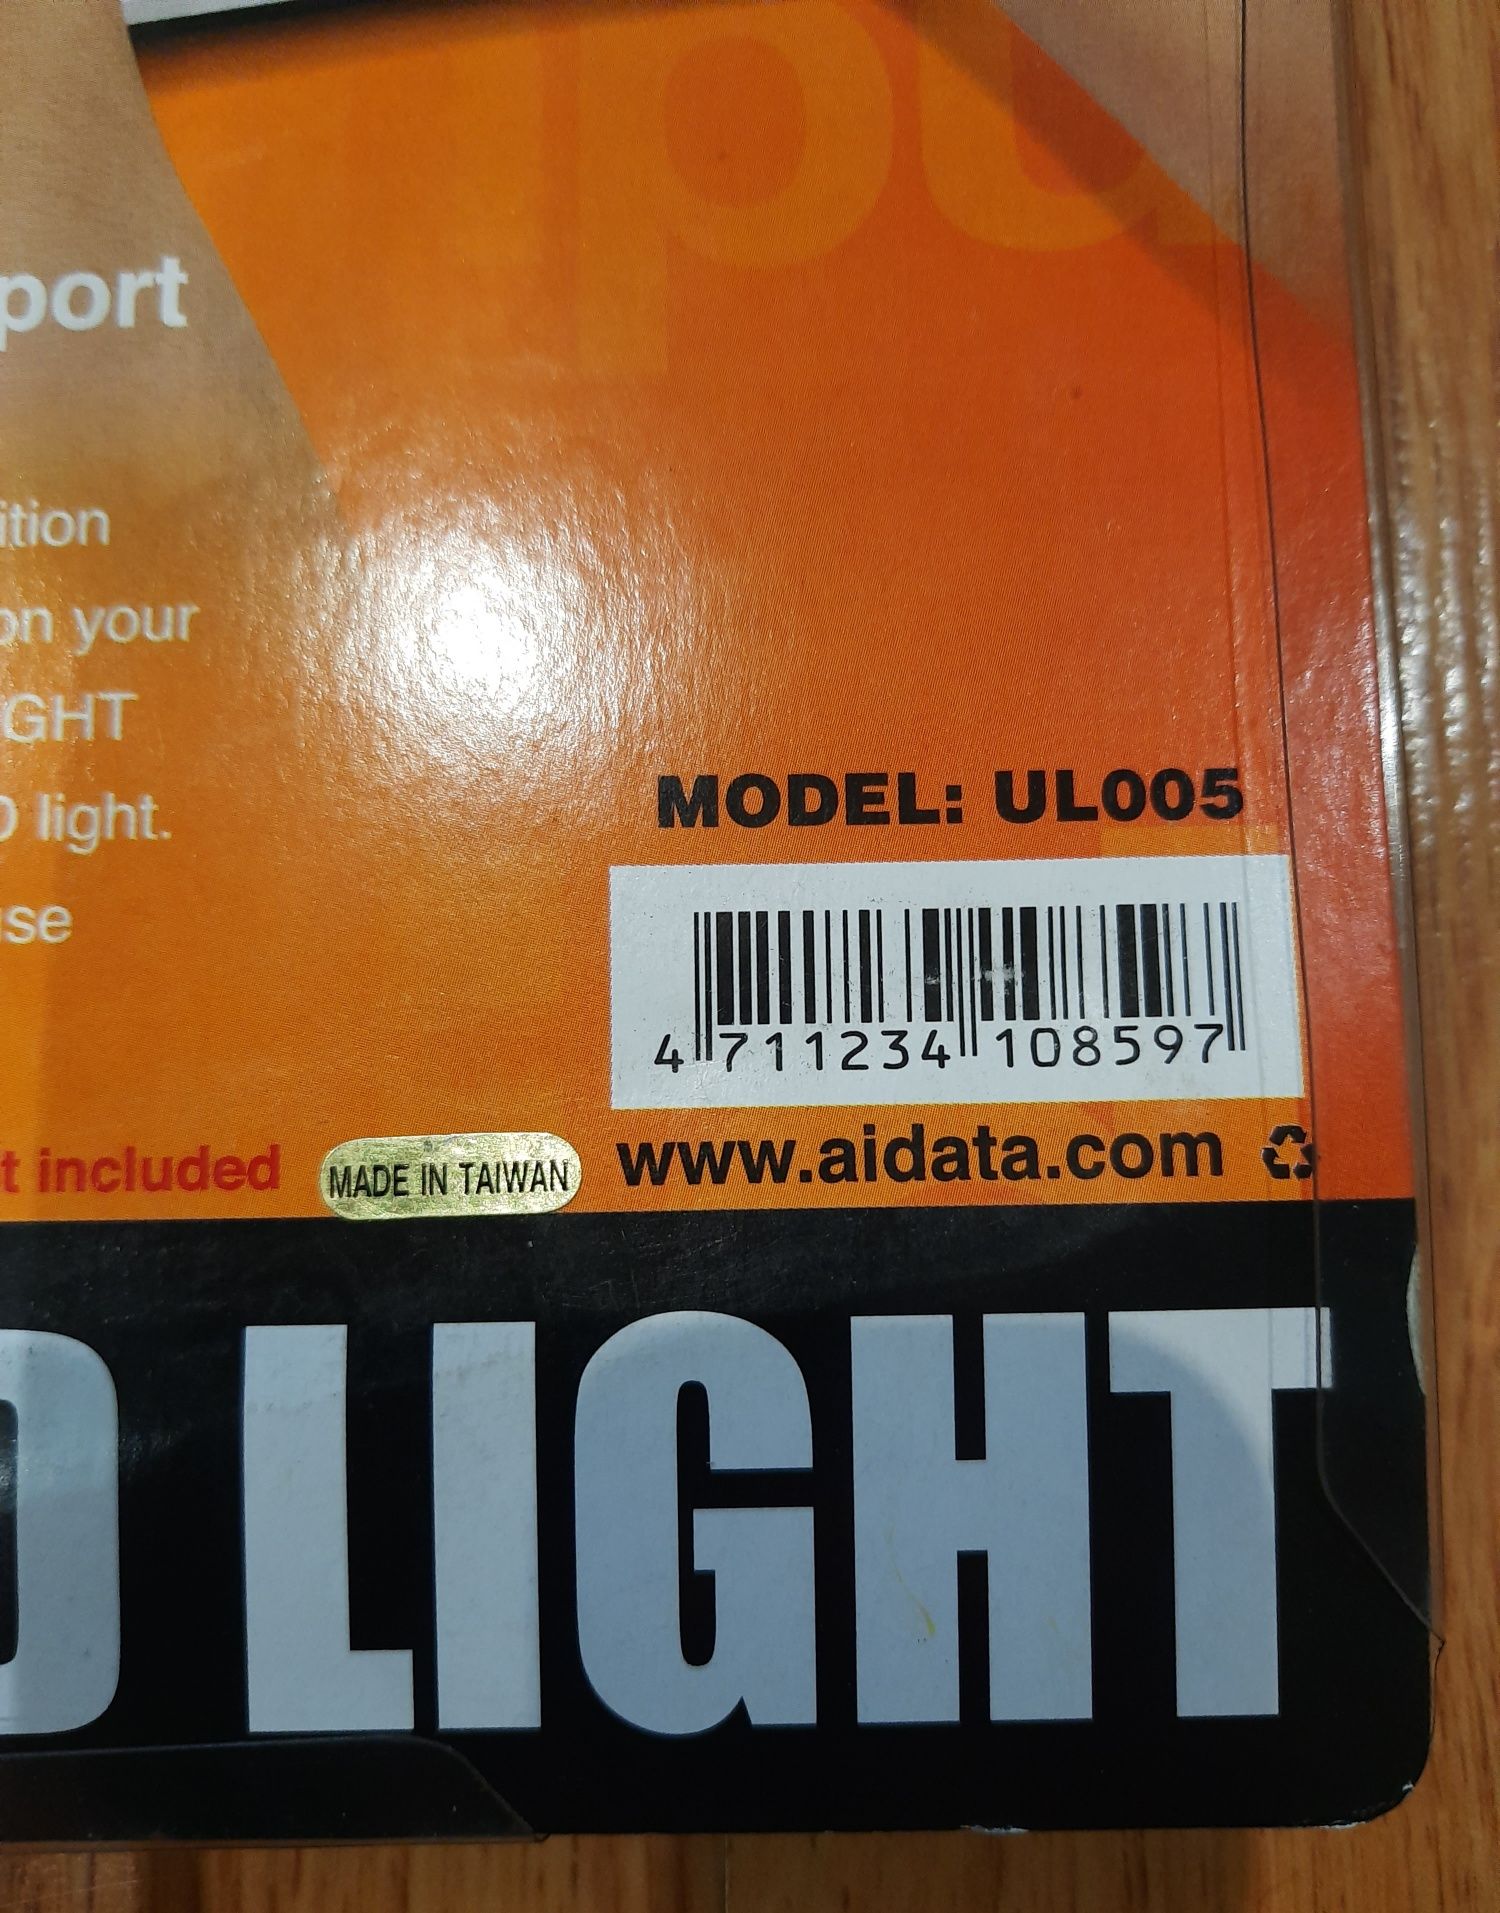 port
ition
on your
GHT
light.
use
MODEL: UL005
4 711234 108597
t included
MADE IN TAIWAN
www.aidata.com
D LIGHT